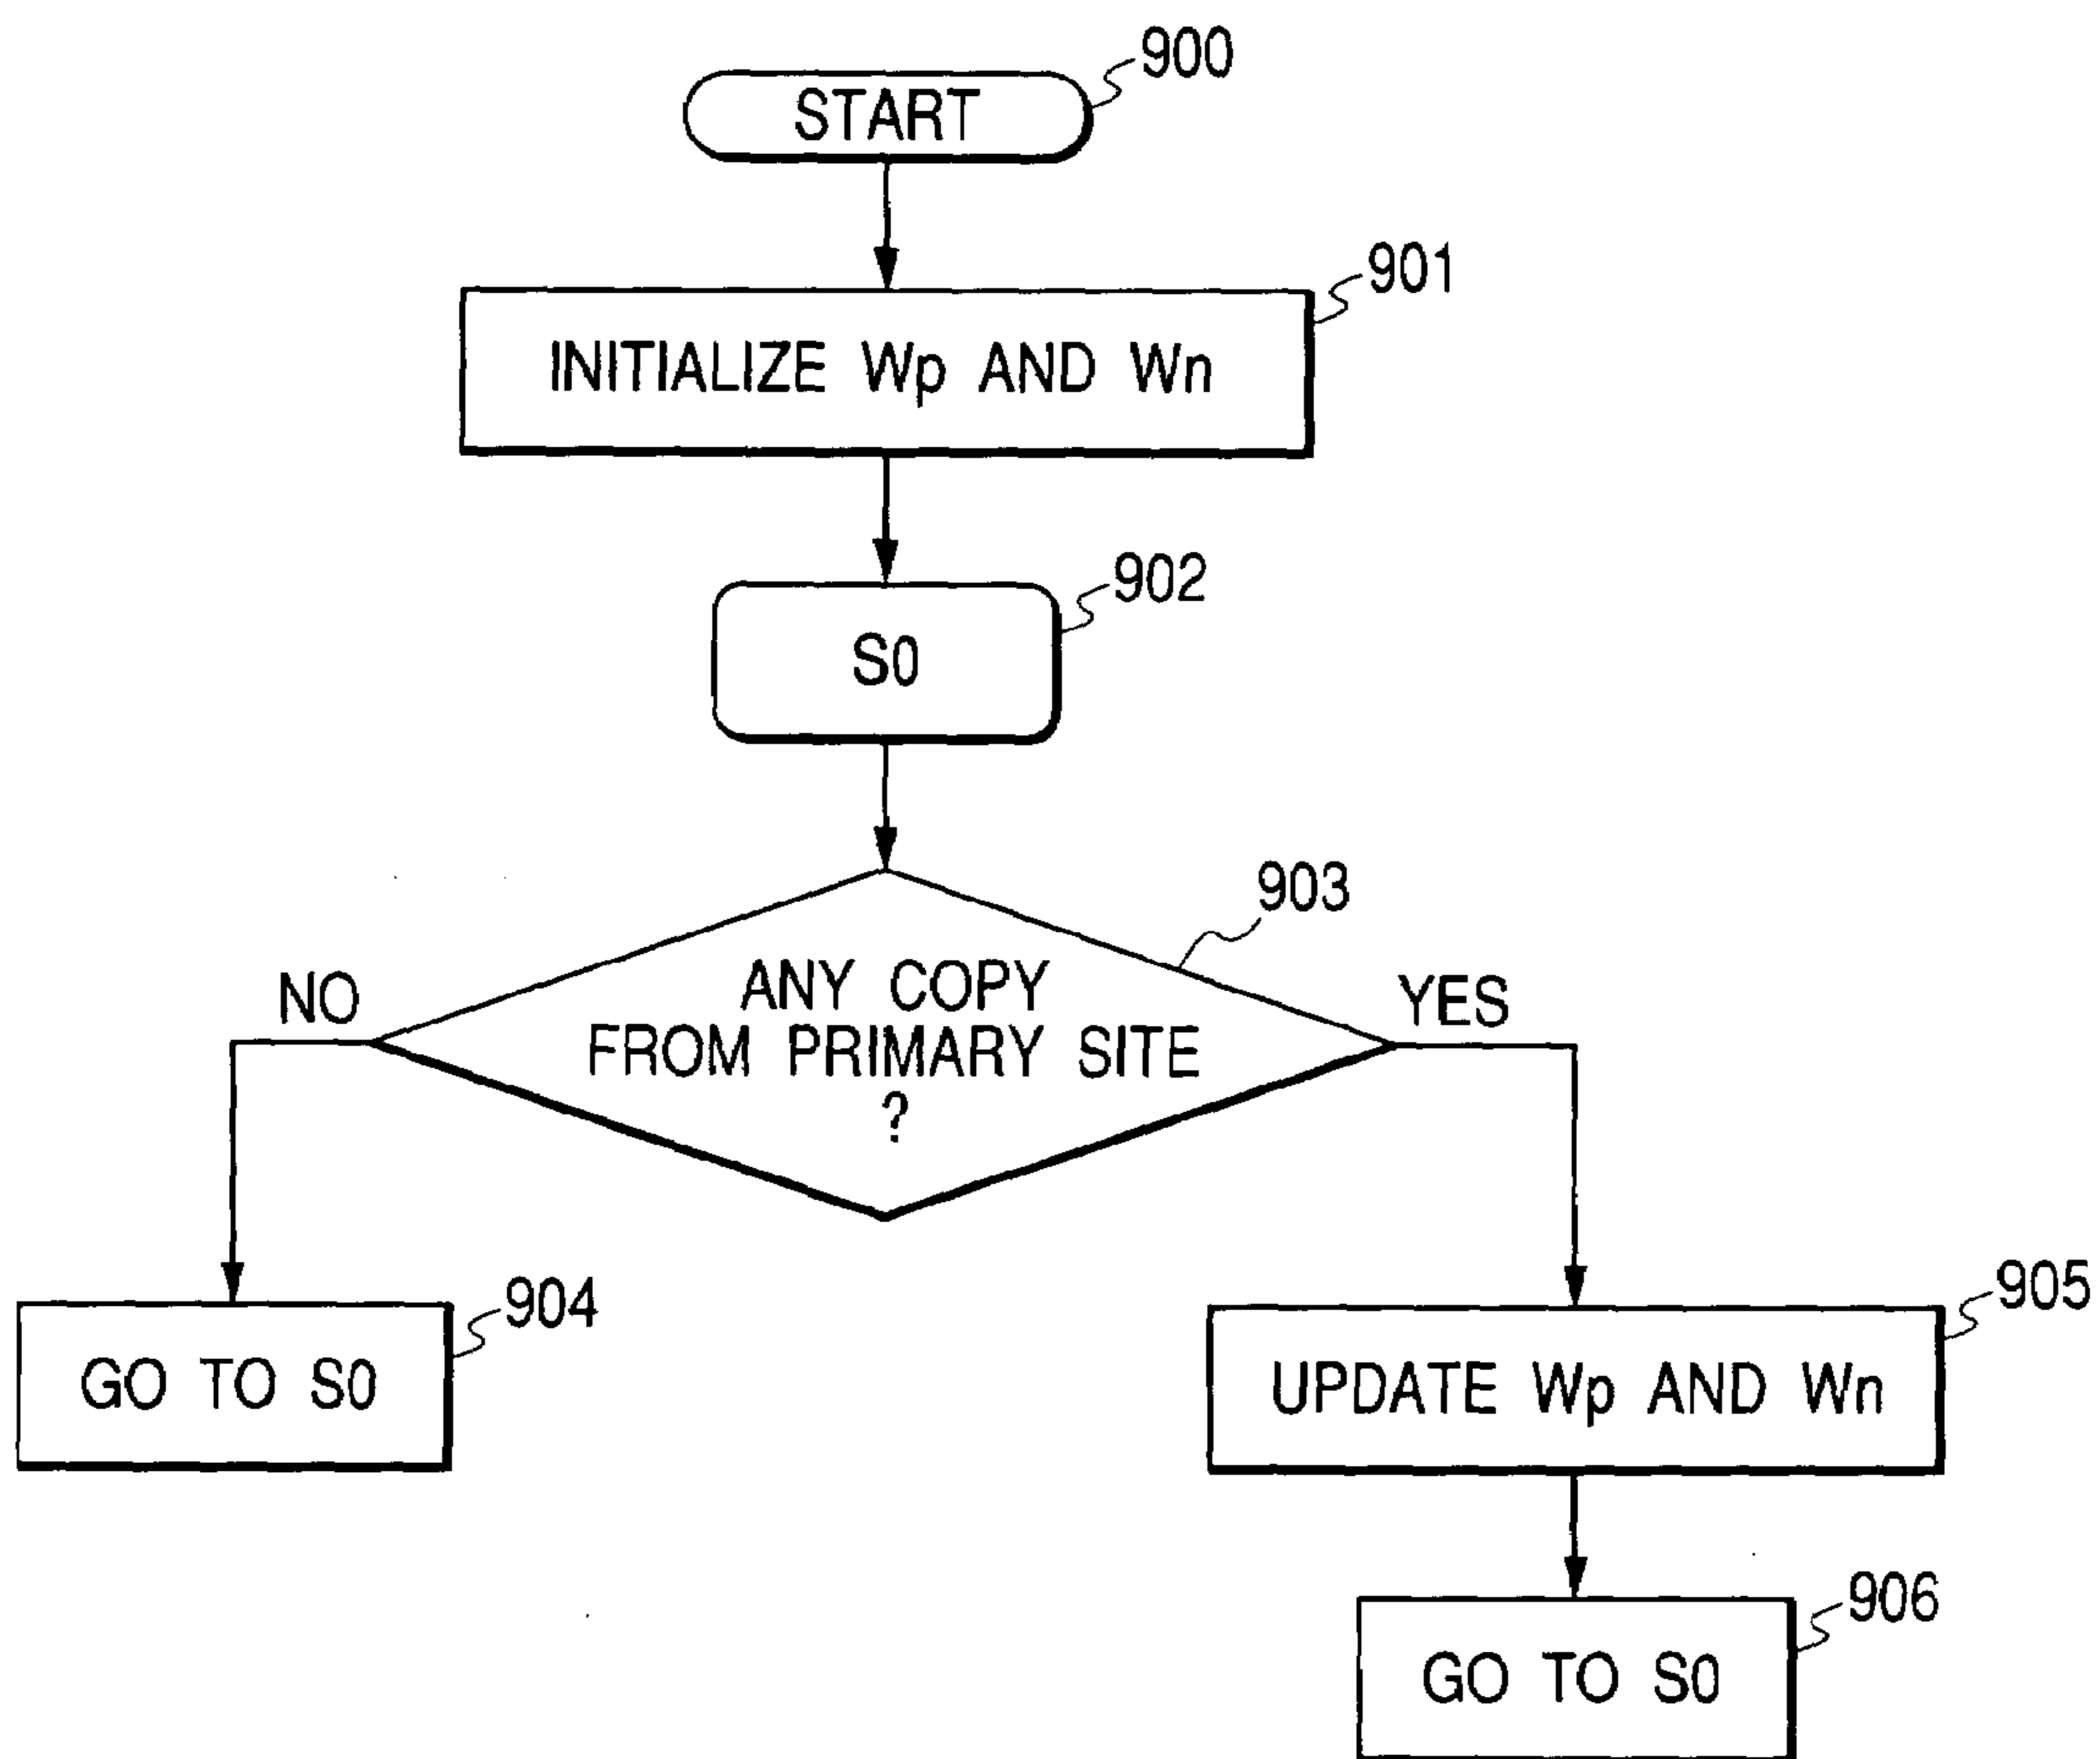 900
START
901
INITIALIZE Wp AND Wn
902
S0
903
ANY COPY
FROM PRIMARY SITE
?
NO
YES
904
GO TO S0
905
UPDATE Wp AND Wn
906
GO TO S0